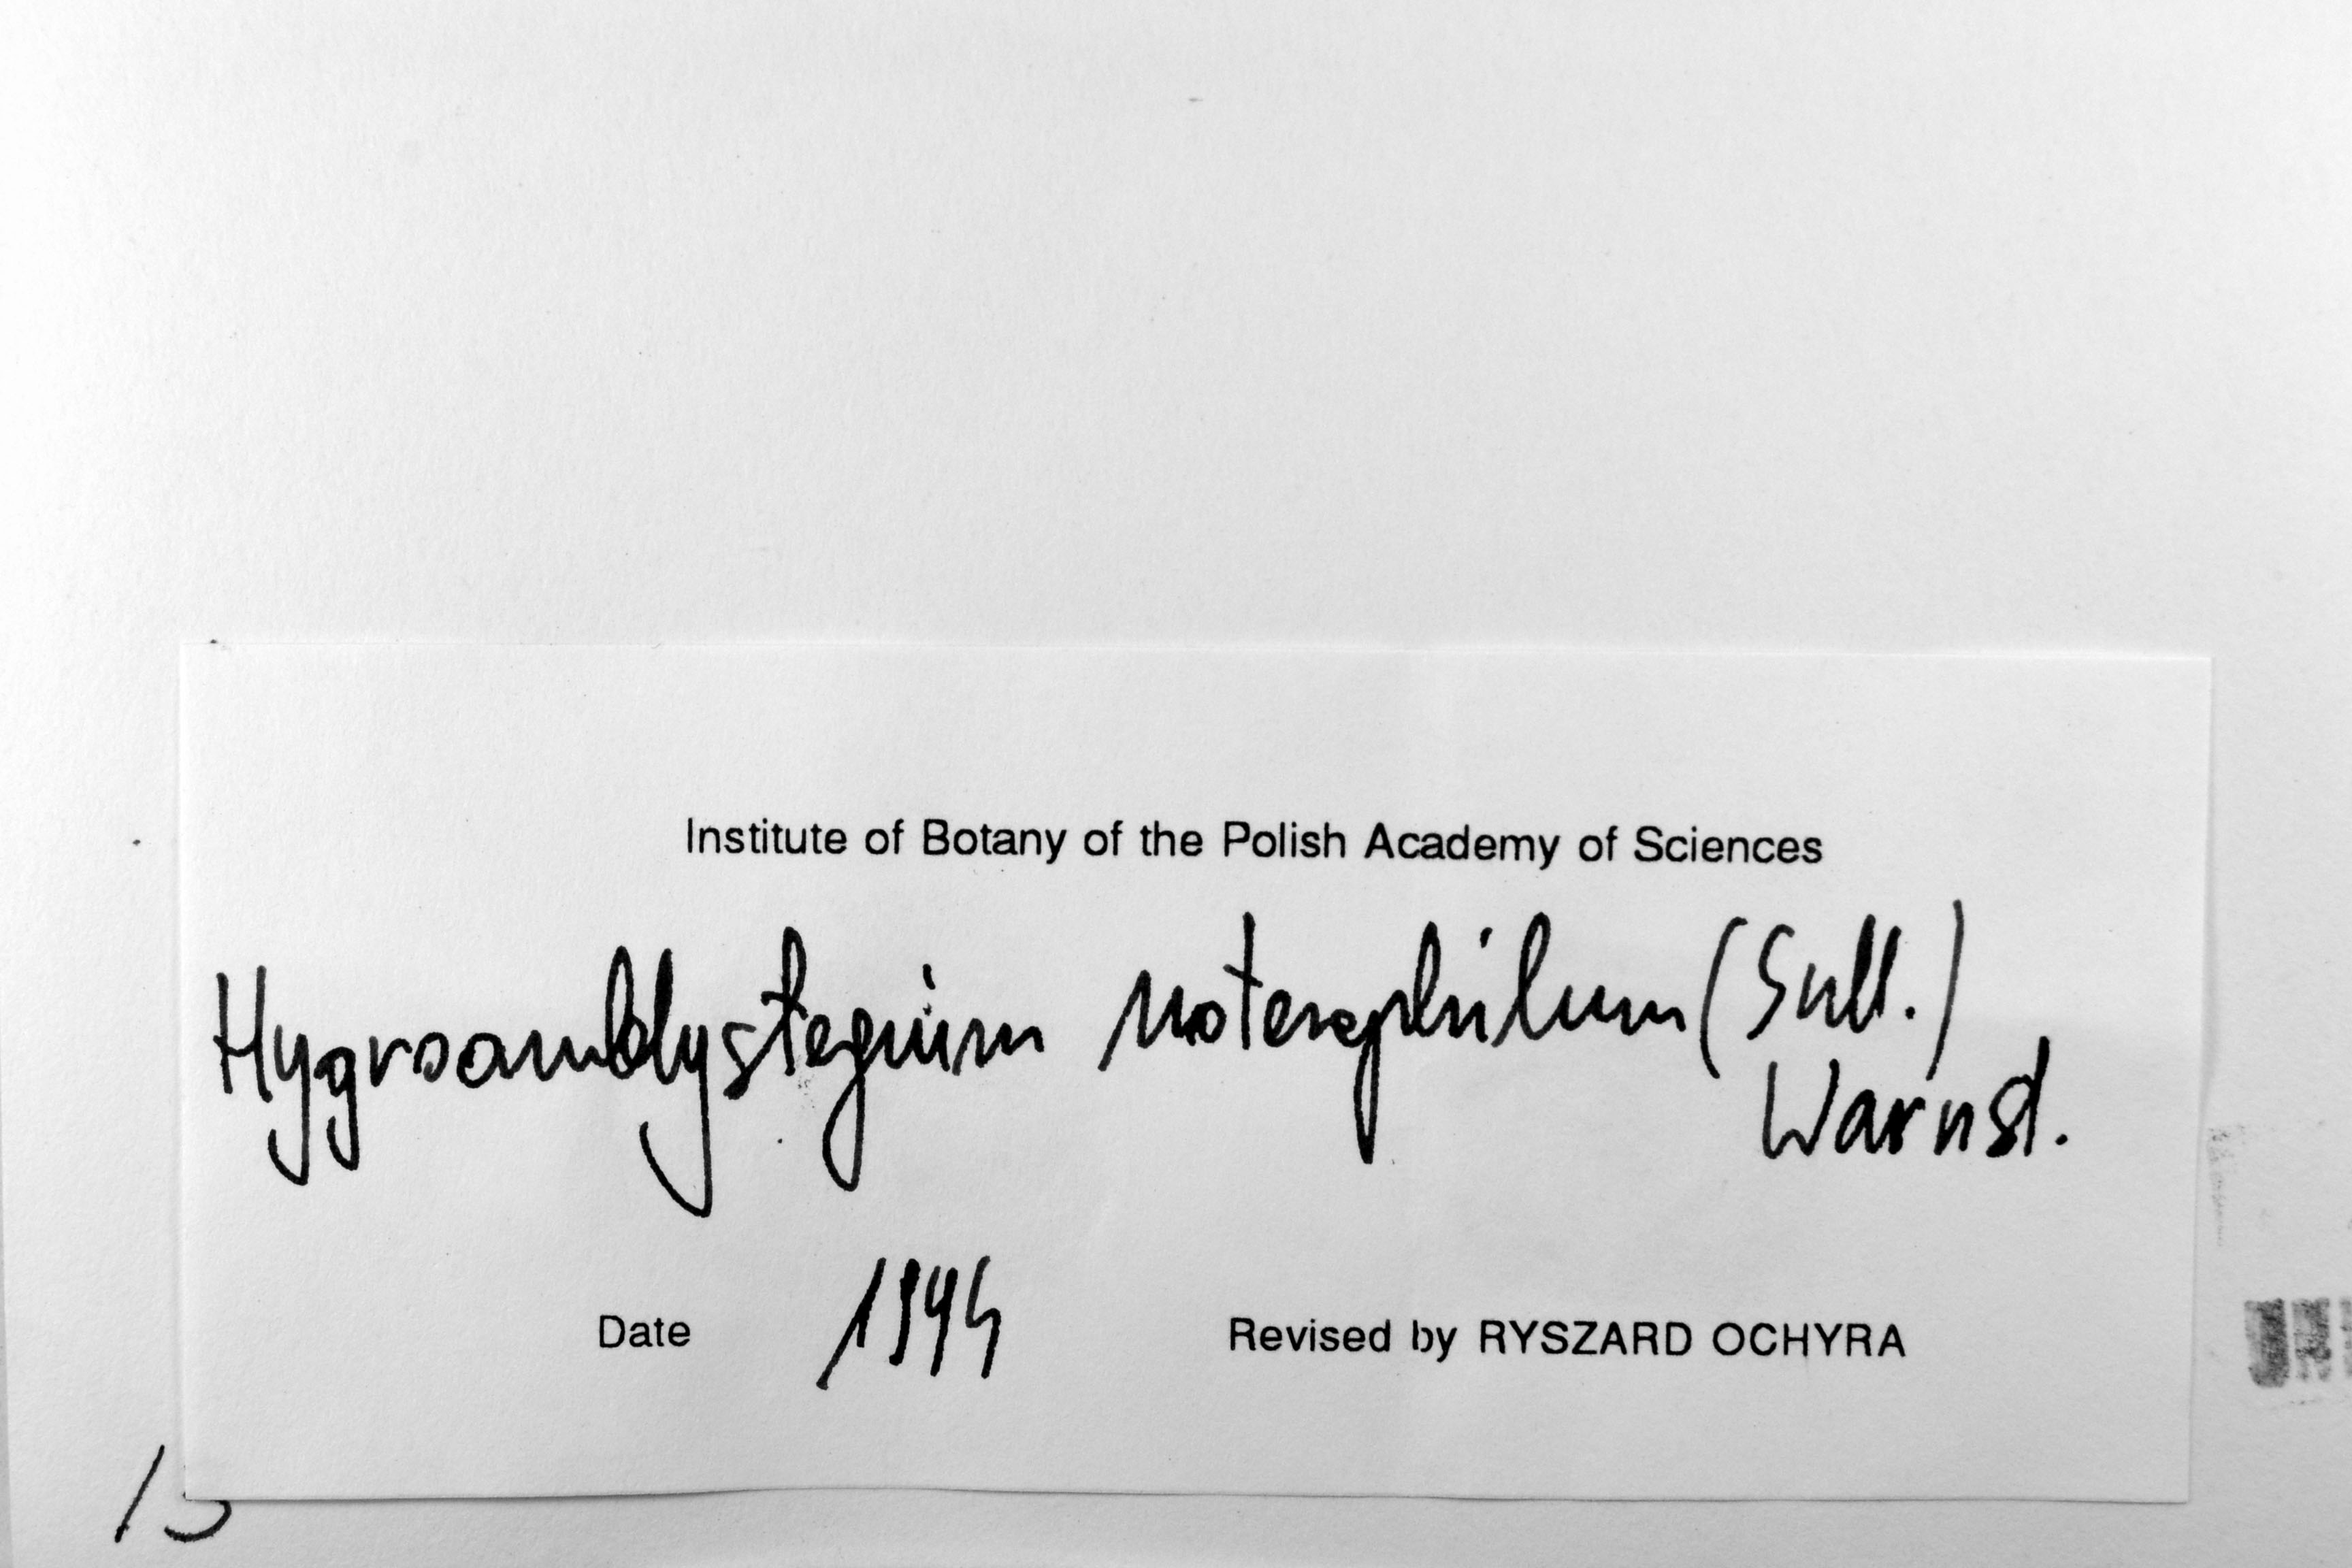 Institute of Botany of the Polish Academy of Sciences
Hygroamblystegium noterophilum (Sull.)
Warnst.
Date 1994 Revised by RYSZARD OCHYRA